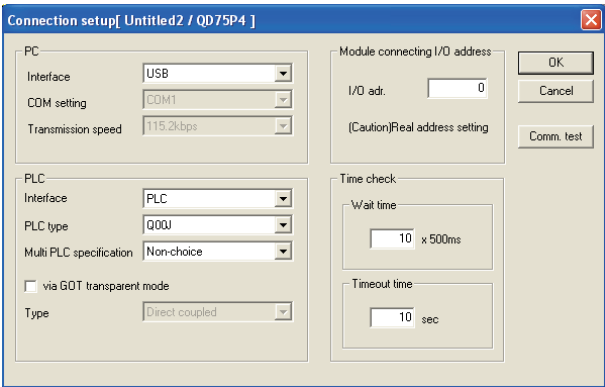 Connection setup[ Untitled2 / QD75P4 ]
PC
Interface USB
COM setting COM1
Transmission speed 115.2kbps
Module connecting I/O address
I/O adr. 0
(Caution)Real address setting
OK
Cancel
Comm. test
PLC
Interface PLC
PLC type Q00J
Multi PLC specification Non-choice
via GOT transparent mode
Type Direct coupled
Time check
Wait time
10 x 500ms
Timeout time
10 sec